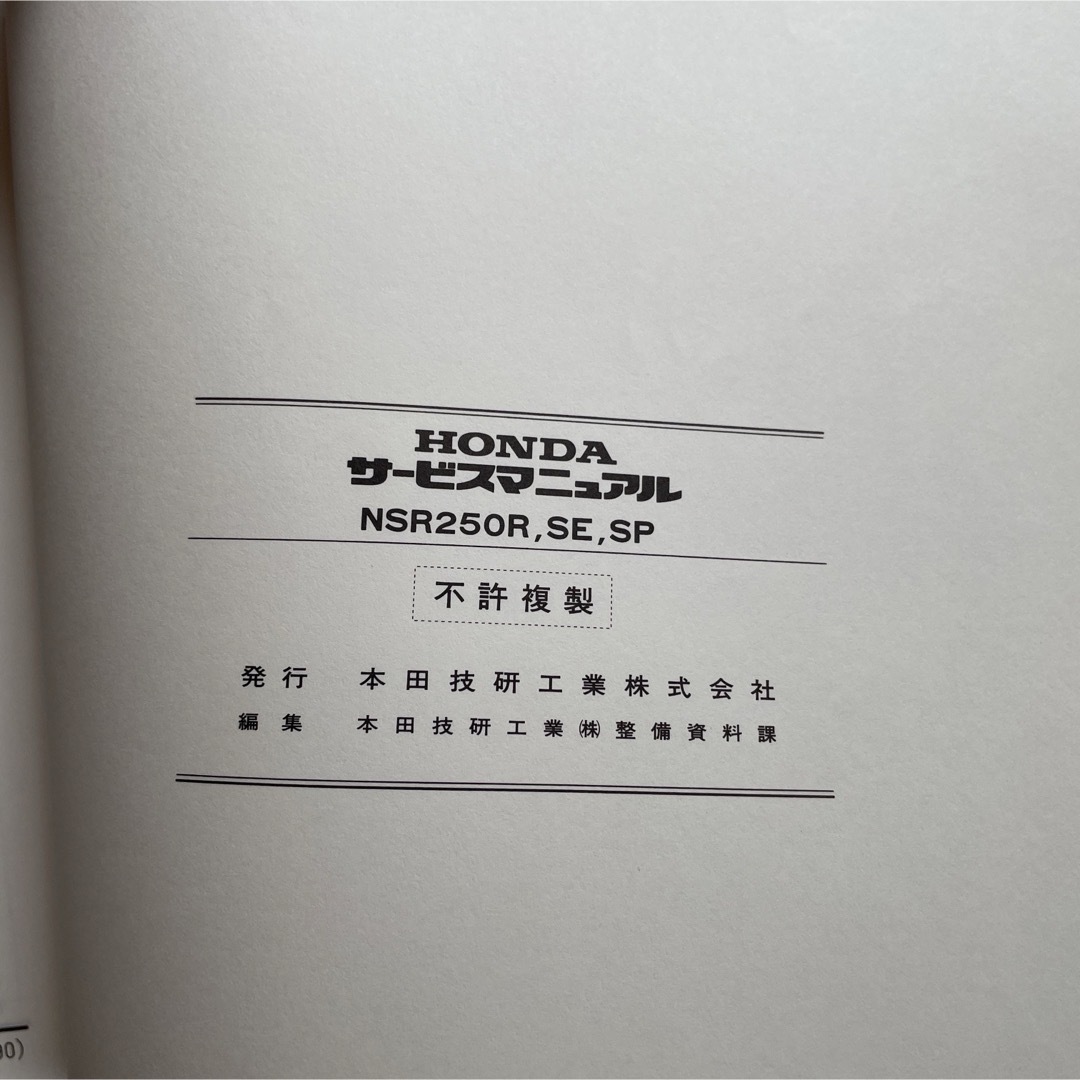 HONDA
サービスマニュアル
NSR250R,SE,SP
不許複製
発行 本田技研工業株式会社
編集 本田技研工業㈱整備資料課